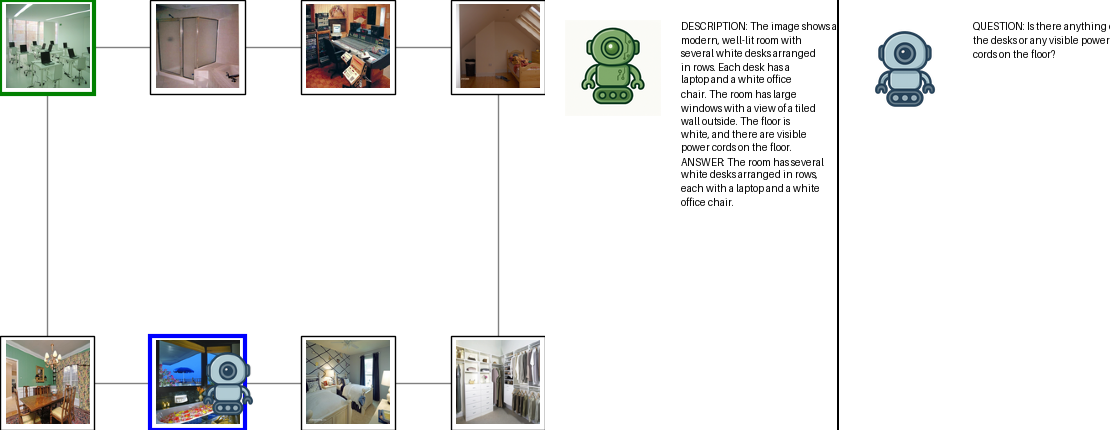 DESCRIPTION: The image shows a
modern, well-lit room with
several white desks arranged
in rows. Each desk has a
laptop and a white office
chair. The room has large
windows with a view of a tiled
wall outside. The floor is
white, and there are visible
power cords on the floor.
ANSWER: The room has several
white desks arranged in rows,
each with a laptop and a white
office chair.
QUESTION: Is there anything
the desks or any visible power
cords on the floor?